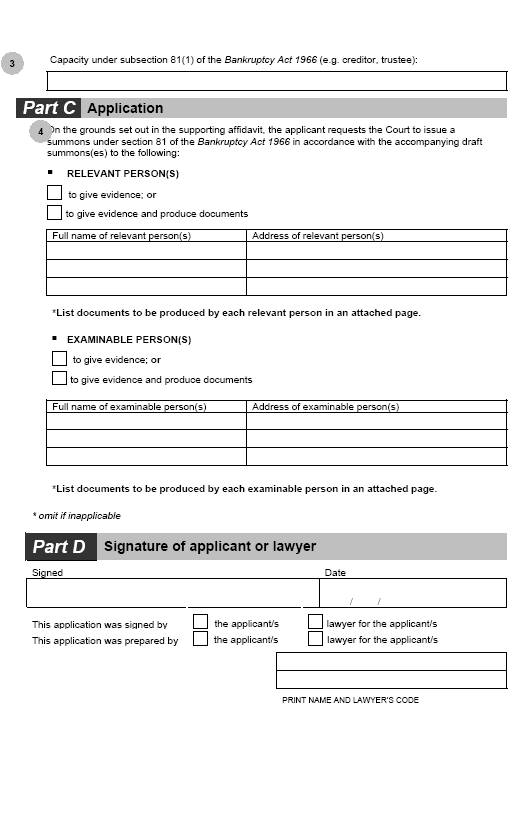 3
Capacity under subsection 81(1) of the Bankruptcy Act 1966 (e.g. creditor, trustee):
Part C Application
4 On the grounds set out in the supporting affidavit, the applicant requests the Court to issue a
summons under section 81 of the Bankruptcy Act 1966 in accordance with the accompanying draft
summons(es) to the following:
▪ RELEVANT PERSON(S)
to give evidence; or
to give evidence and produce documents
Full name of relevant person(s) Address of relevant person(s)
*List documents to be produced by each relevant person in an attached page.
▪ EXAMINABLE PERSON(S)
to give evidence; or
to give evidence and produce documents
Full name of examinable person(s) Address of examinable person(s)
*List documents to be produced by each examinable person in an attached page.
* omit if inapplicable
Part D Signature of applicant or lawyer
Signed Date
/ /
This application was signed by the applicant/s lawyer for the applicant/s
This application was prepared by the applicant/s lawyer for the applicant/s
PRINT NAME AND LAWYER'S CODE